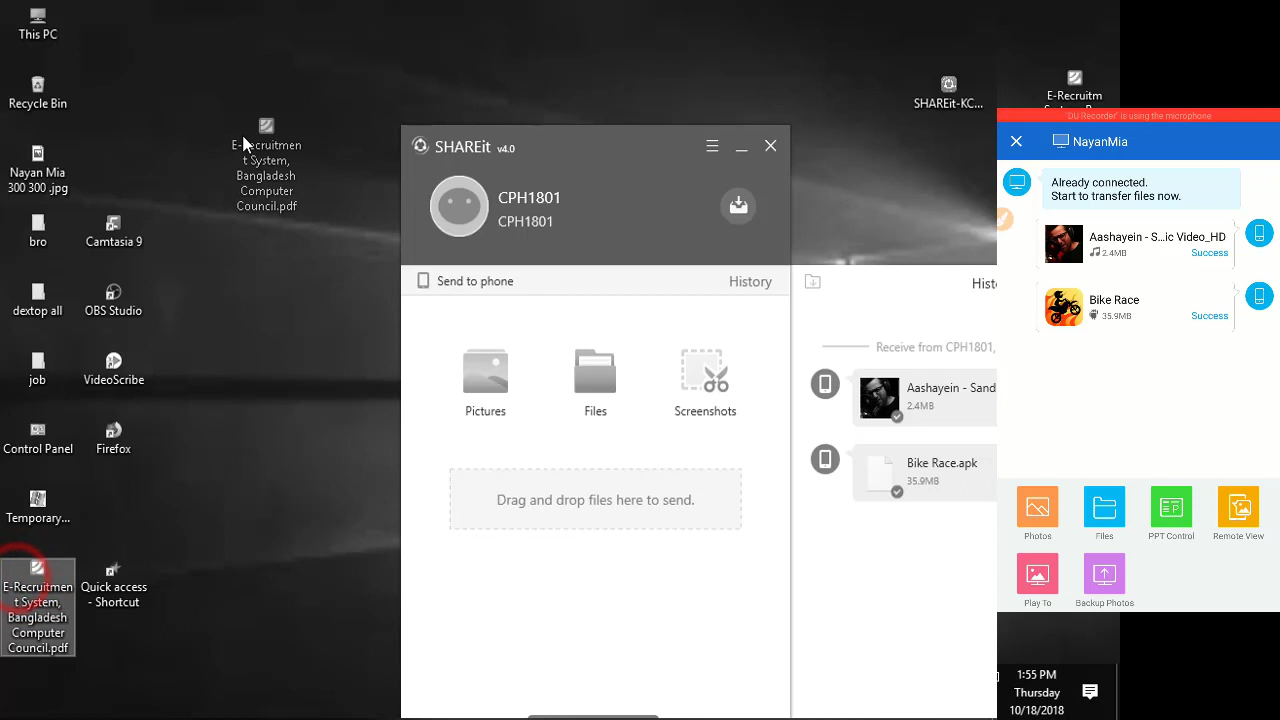 This PC
Recycle Bin
Nayan Mia
300 300 .jpg
bro
Camtasia 9
dextop all
OBS Studio
job
VideoScribe
Control Panel
Firefox
Temporary...
E-Recruitmen
t System,
Bangladesh
Computer
Council.pdf
Quick access
- Shortcut
E-Recruitmen
t System,
Bangladesh
Computer
Council.pdf
SHAREit v4.0
CPH1801
CPH1801
Send to phone
History
Pictures
Files
Screenshots
Drag and drop files here to send.
Receive from CPH1801,
Aashayein - Sand
2.4MB
Bike Race.apk
35.9MB
SHAREit-KC...
E-Recruitm
'DU Recorder' is using the microphone
NayanMia
Already connected.
Start to transfer files now.
Aashayein - S...ic Video_HD
2.4MB
Success
Bike Race
35.9MB
Success
Photos
Files
PPT Control
Remote View
Play To
Backup Photos
1:55 PM
Thursday
10/18/2018